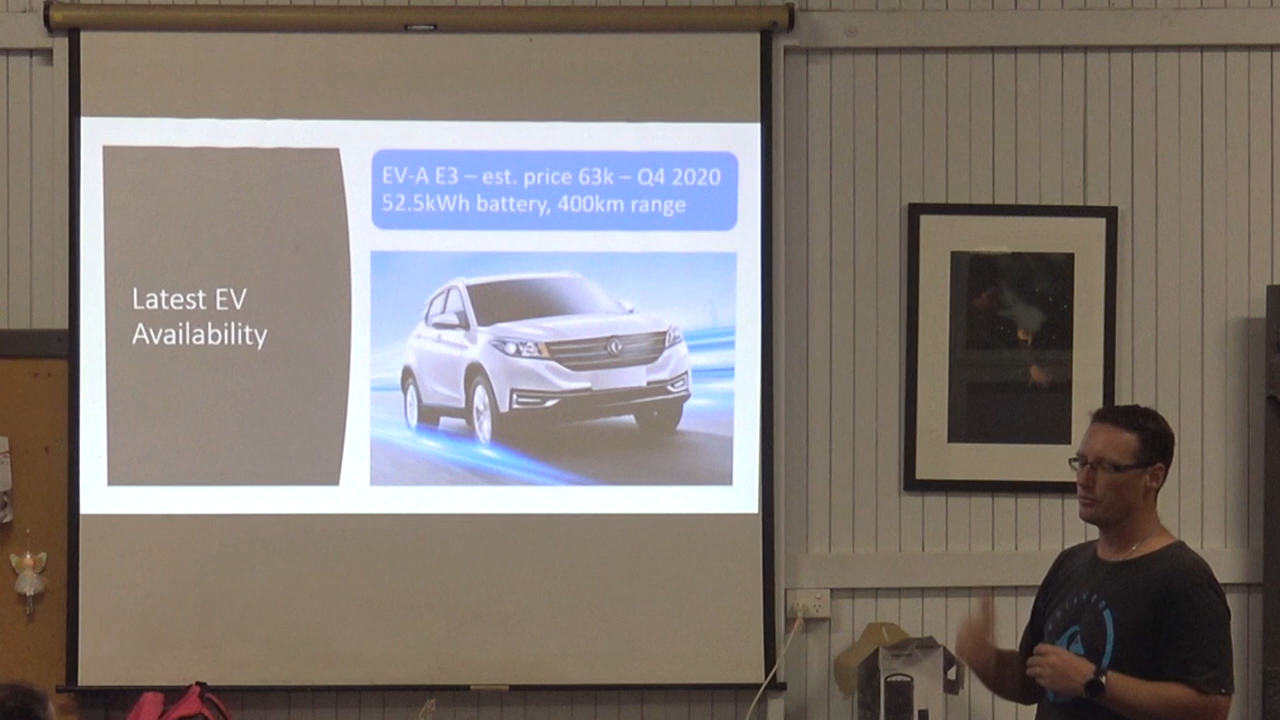 EV-A E3 – est. price 63k – Q4 2020
52.5kWh battery, 400km range
Latest EV
Availability